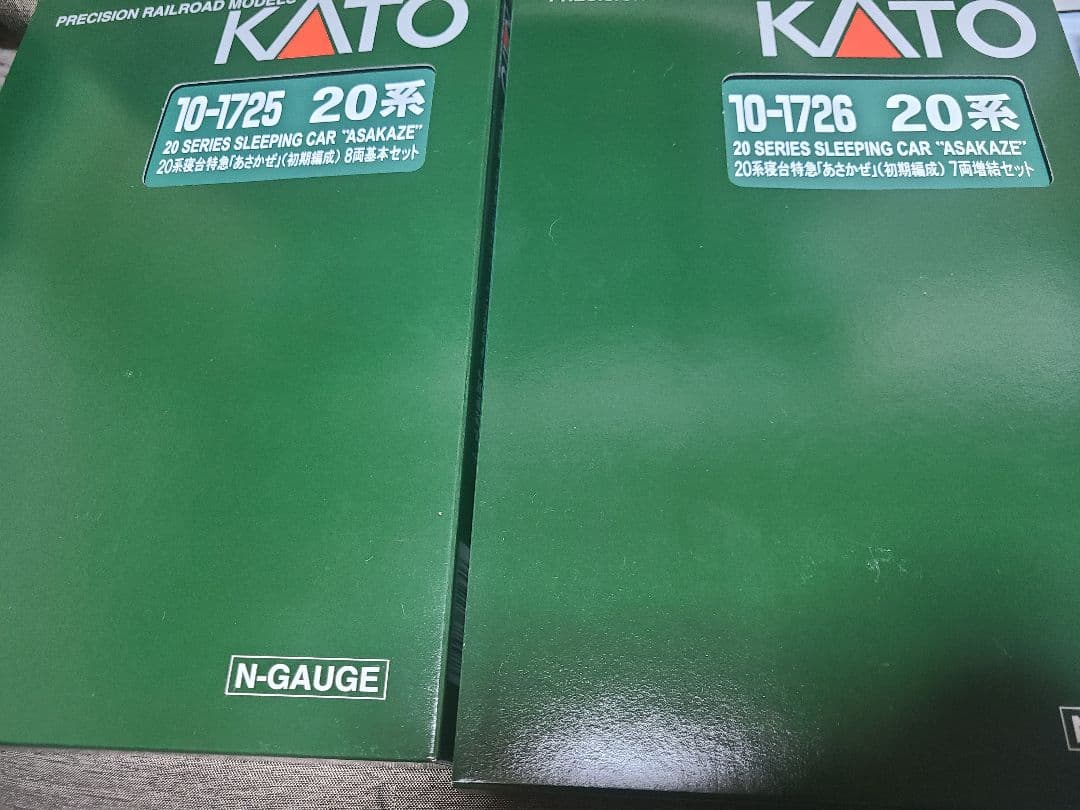 PRECISION RAILROAD MODELS
KATO
10-1725 20系
20 SERIES SLEEPING CAR "ASAKAZE"
20系寝台特急「あさかぜ」(初期編成) 8両基本セット
N-GAUGE
KATO
10-1726 20系
20 SERIES SLEEPING CAR "ASAKAZE"
20系寝台特急「あさかぜ」(初期編成) 7両増結セット